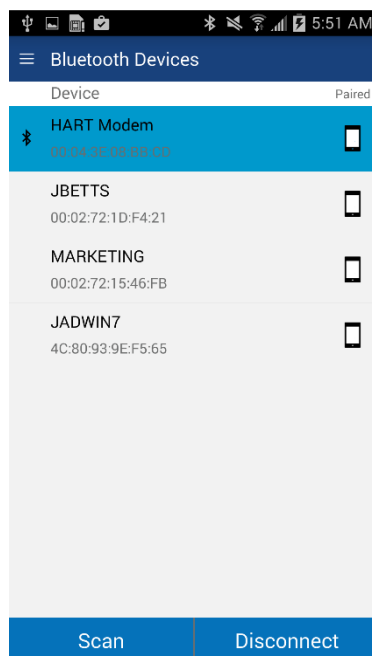 5:51 AM
Bluetooth Devices
Device Paired
HART Modem
JBETTS
00:02:72:1D:F4:21
MARKETING
00:02:72:15:46:FB
JADWIN7
4C:80:93:9E:F5:65
Scan Disconnect